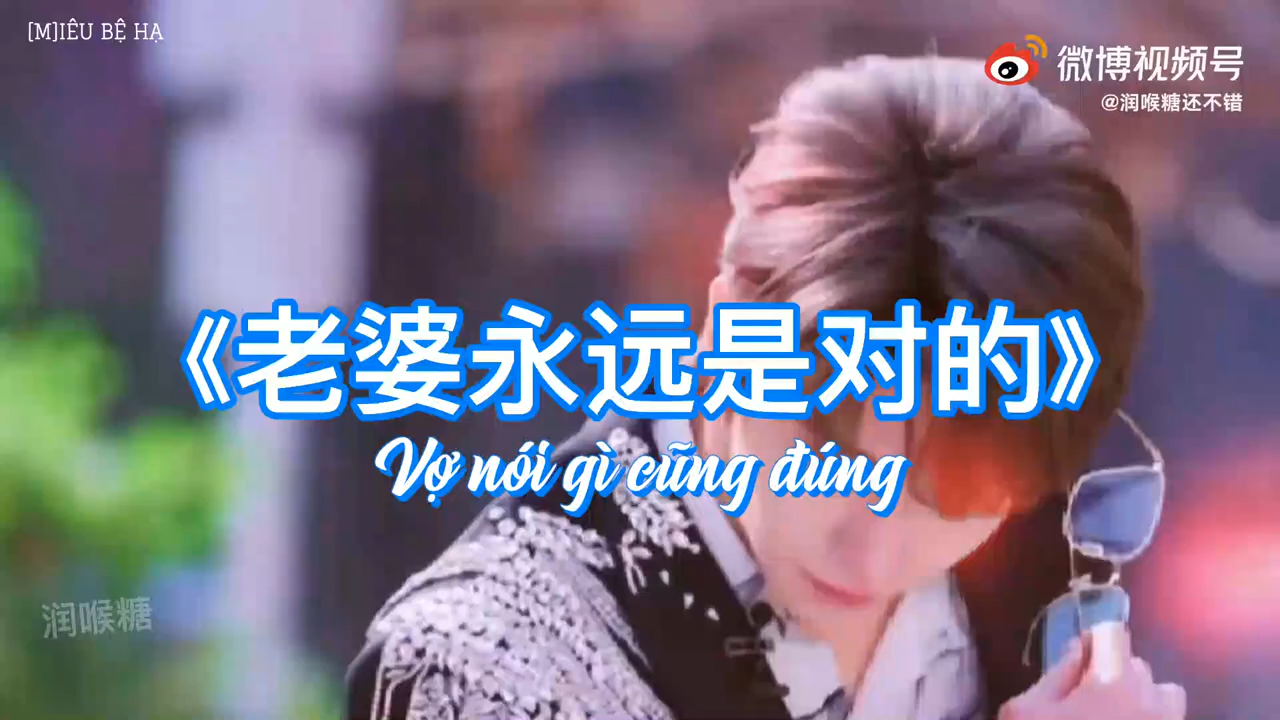 [M]IÊU BỆ HẠ
微博视频号
@润喉糖还不错
《老婆永远是对的》
Vợ nói gì cũng đúng
润喉糖